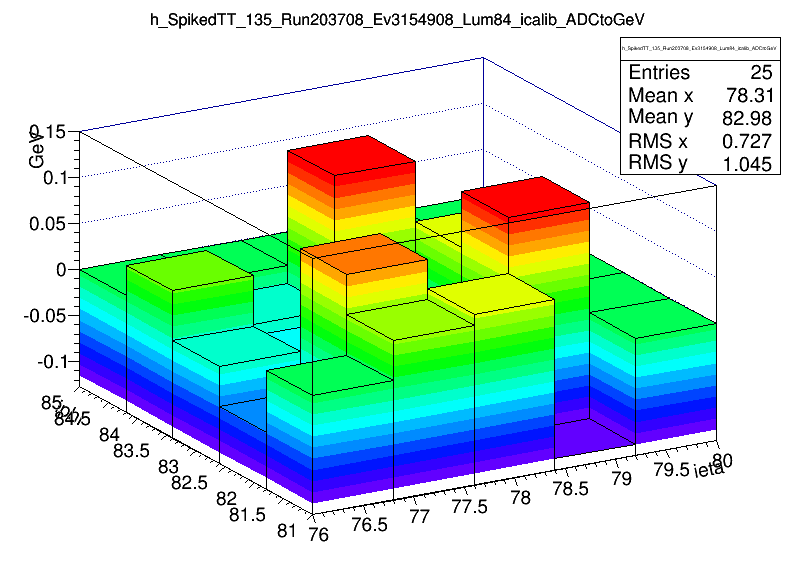 h_SpikedTT_135_Run203708_Ev3154908_Lum84_icalib_ADCtoGeV
h_SpikedTT_135_Run203708_Ev3154908_Lum84_icalib_ADCtoGeV
Entries 25
Mean x 78.31
Mean y 82.98
RMS x 0.727
RMS y 1.045
GeV
0.15
0.1
0.05
0
-0.05
-0.1
85
84.5
84
83.5
83
82.5
82
81.5
81
76
76.5
77
77.5
78
78.5
79
79.5
80
ieta